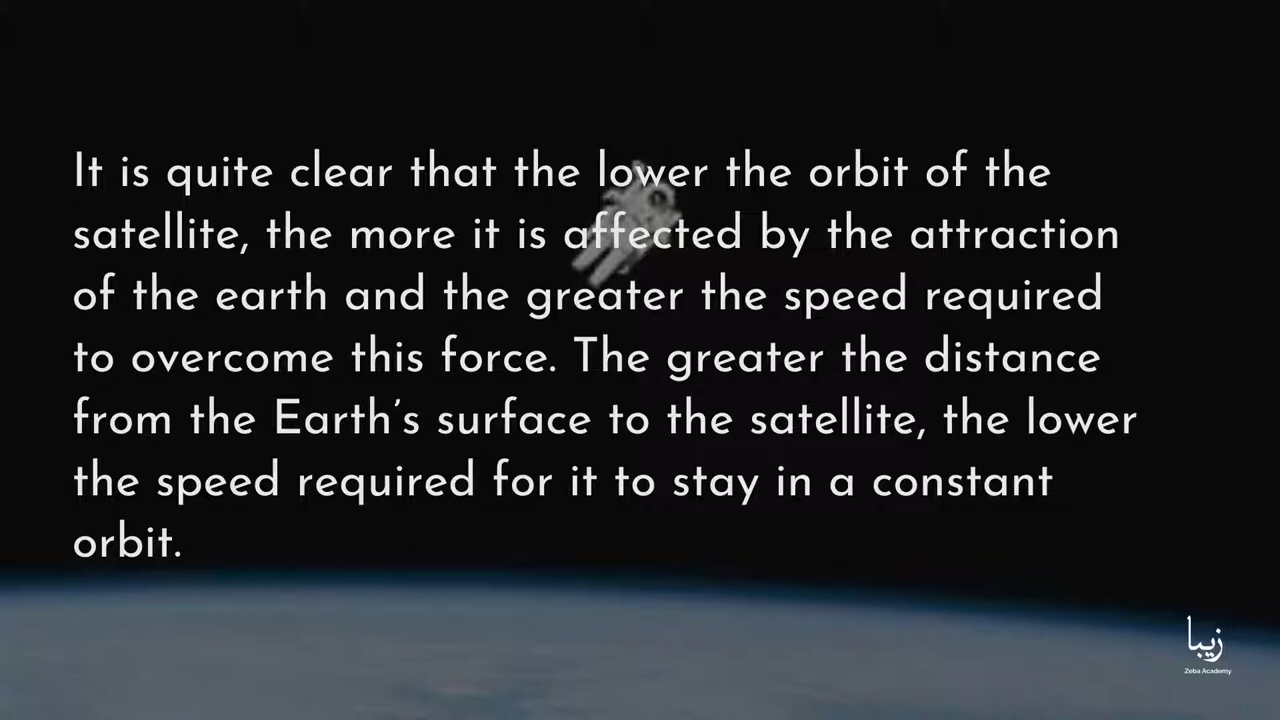 It is quite clear that the lower the orbit of the
satellite, the more it is affected by the attraction
of the earth and the greater the speed required
to overcome this force. The greater the distance
from the Earth’s surface to the satellite, the lower
the speed required for it to stay in a constant
orbit.
زيبا
Zeba Academy